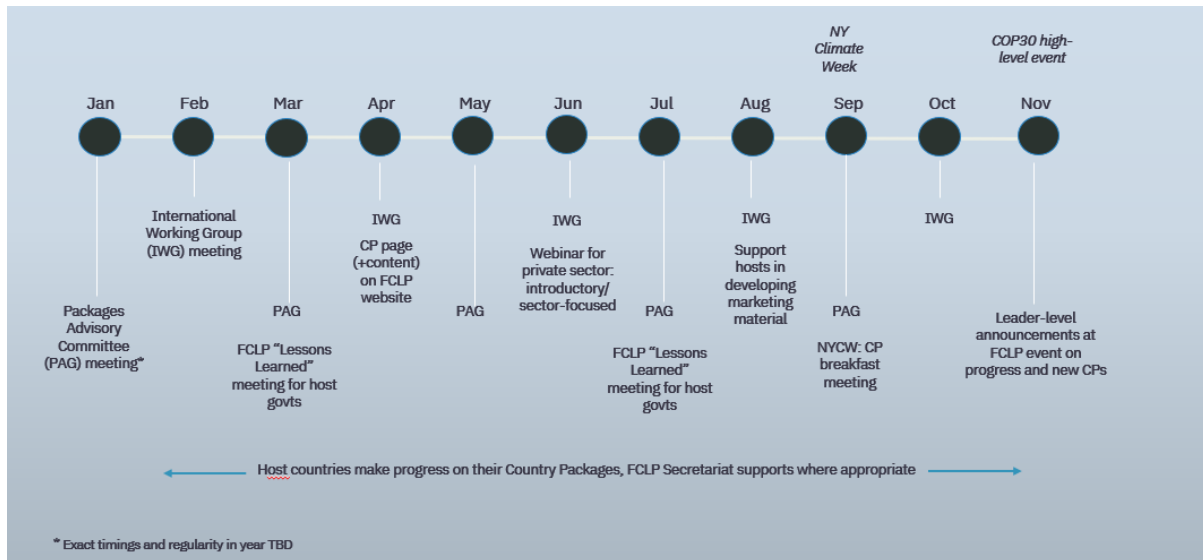 NY
Climate
Week
COP30 high-
level event
Jan
Feb
Mar
Apr
May
Jun
Jul
Aug
Sep
Oct
Nov
International
Working Group
(IWG) meeting
IWG
CP page
(+content)
on FCLP
website
IWG
Webinar for
private sector:
introductory/
sector-focused
IWG
Support
hosts in
developing
marketing
material
IWG
Packages
Advisory
Committee
(PAG) meeting*
PAG
FCLP “Lessons
Learned”
meeting for host
govts
PAG
PAG
FCLP “Lessons
Learned”
meeting for host
govts
PAG
NYCW: CP
breakfast
meeting
Leader-level
announcements at
FCLP event on
progress and new CPs
Host countries make progress on their Country Packages, FCLP Secretariat supports where appropriate
* Exact timings and regularity in year TBD